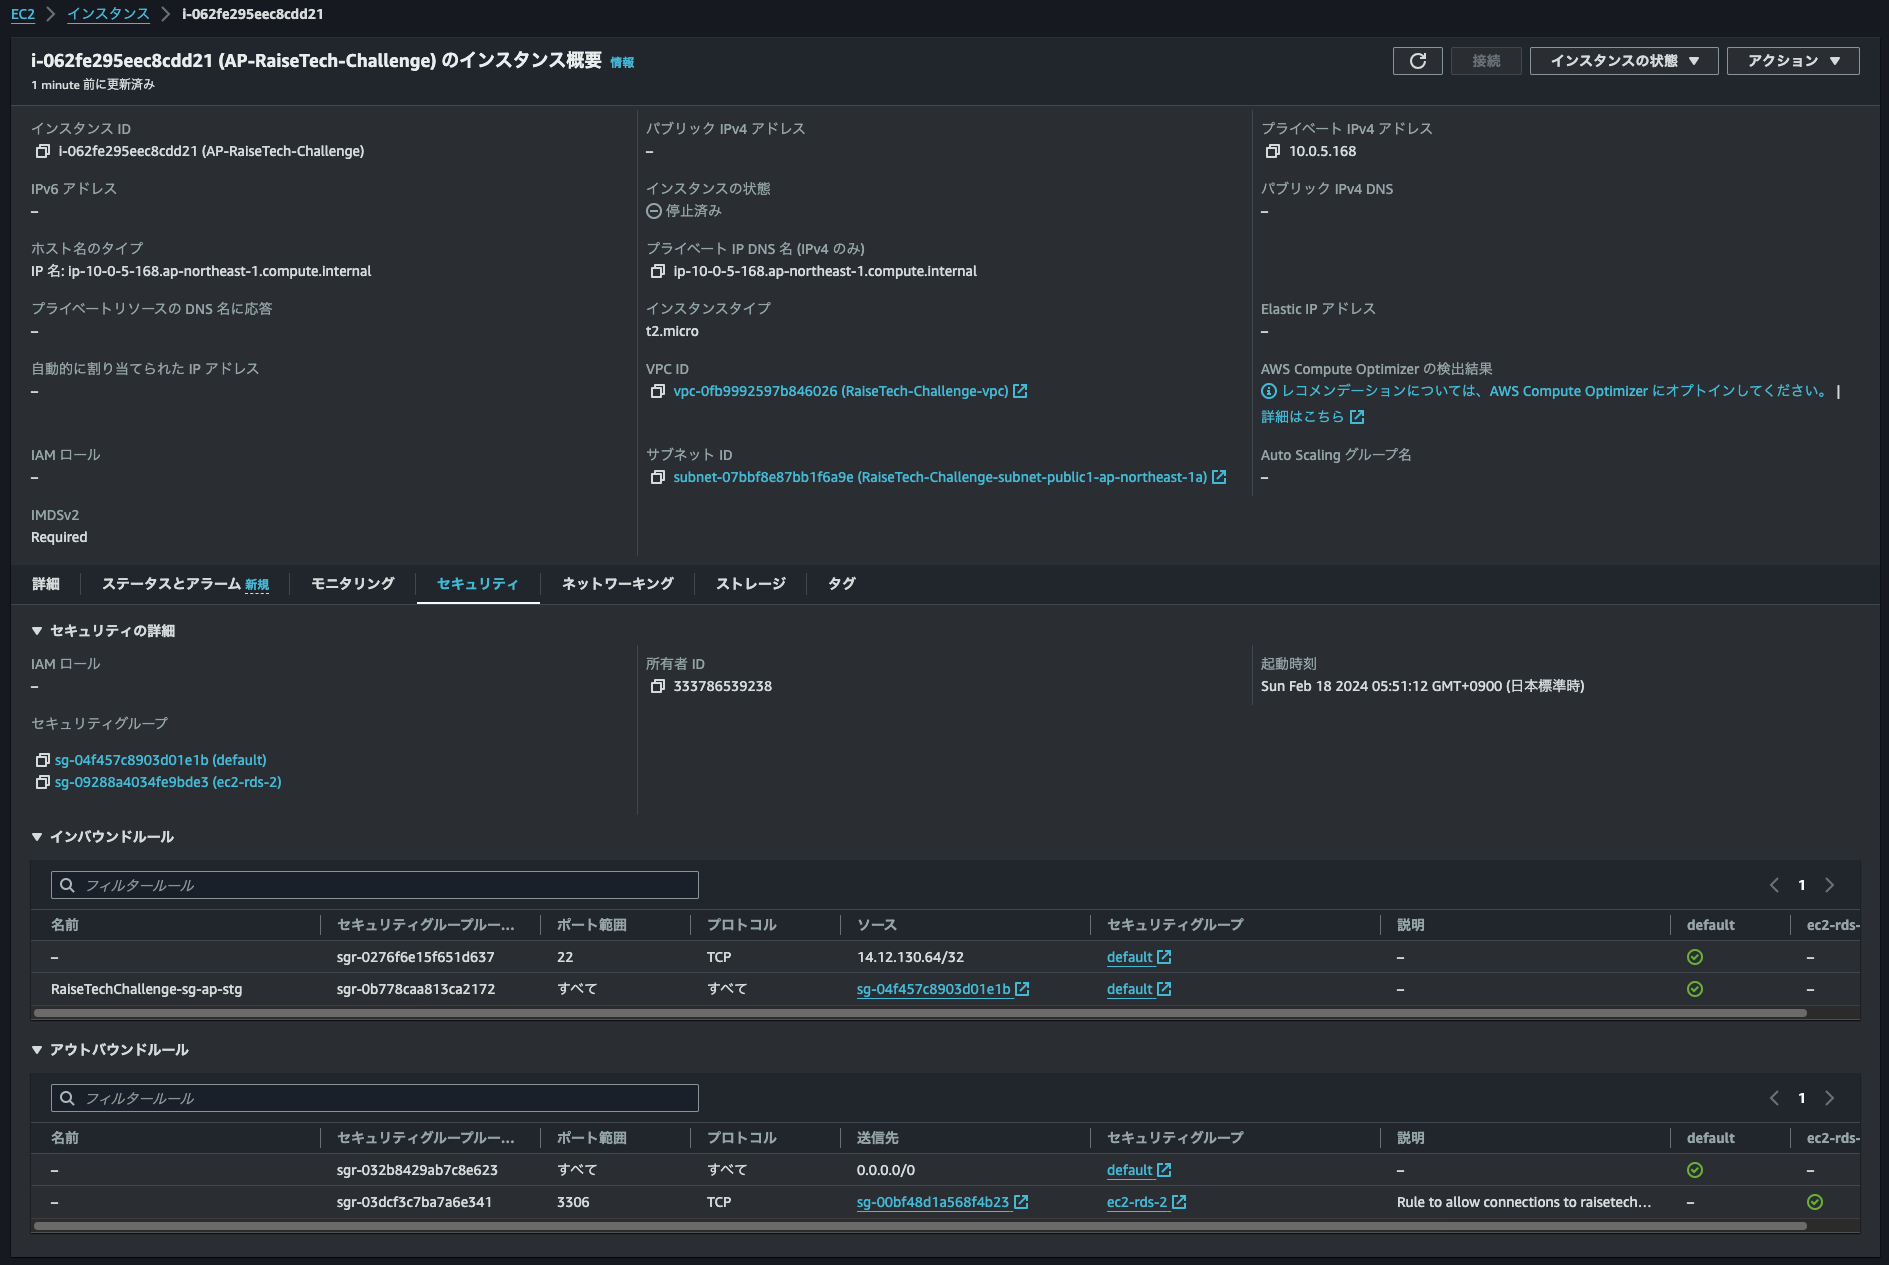 EC2 > インスタンス > i-062fe295eec8cdd21
i-062fe295eec8cdd21 (AP-RaiseTech-Challenge) のインスタンス概要 情報
1 minute 前に更新済み
接続
インスタンスの状態 ▼
アクション ▼
インスタンス ID
i-062fe295eec8cdd21 (AP-RaiseTech-Challenge)
パブリック IPv4 アドレス
–
プライベート IPv4 アドレス
10.0.5.168
IPv6 アドレス
–
インスタンスの状態
停止済み
パブリック IPv4 DNS
–
ホスト名のタイプ
IP 名: ip-10-0-5-168.ap-northeast-1.compute.internal
プライベート IP DNS 名 (IPv4 のみ)
ip-10-0-5-168.ap-northeast-1.compute.internal
プライベートリソースの DNS 名に応答
–
インスタンスタイプ
t2.micro
Elastic IP アドレス
–
自動的に割り当てられた IP アドレス
–
VPC ID
vpc-0fb9992597b846026 (RaiseTech-Challenge-vpc)
AWS Compute Optimizer の検出結果
レコメンデーションについては、AWS Compute Optimizer にオプトインしてください。 |
詳細はこちら
IAM ロール
–
サブネット ID
subnet-07bbf8e87bb1f6a9e (RaiseTech-Challenge-subnet-public1-ap-northeast-1a)
Auto Scaling グループ名
–
IMDSv2
Required
詳細 ステータスとアラーム 新規 モニタリング セキュリティ ネットワーキング ストレージ タグ
▼ セキュリティの詳細
IAM ロール
–
所有者 ID
333786539238
起動時刻
Sun Feb 18 2024 05:51:12 GMT+0900 (日本標準時)
セキュリティグループ
sg-04f457c8903d01e1b (default)
sg-09288a4034fe9bde3 (ec2-rds-2)
▼ インバウンドルール
フィルタールール
1
名前 セキュリティグループルー... ポート範囲 プロトコル ソース セキュリティグループ 説明 default ec2-rds-
– sgr-0276f6e15f651d637 22 TCP 14.12.130.64/32 default – –
RaiseTechChallenge-sg-ap-stg sgr-0b778caa813ca2172 すべて すべて sg-04f457c8903d01e1b default – –
▼ アウトバウンドルール
フィルタールール
1
名前 セキュリティグループルー... ポート範囲 プロトコル 送信先 セキュリティグループ 説明 default ec2-rds-
– sgr-032b8429ab7c8e623 すべて すべて 0.0.0.0/0 default – –
– sgr-03dcf3c7ba7a6e341 3306 TCP sg-00bf48d1a568f4b23 ec2-rds-2 Rule to allow connections to raisetech... –